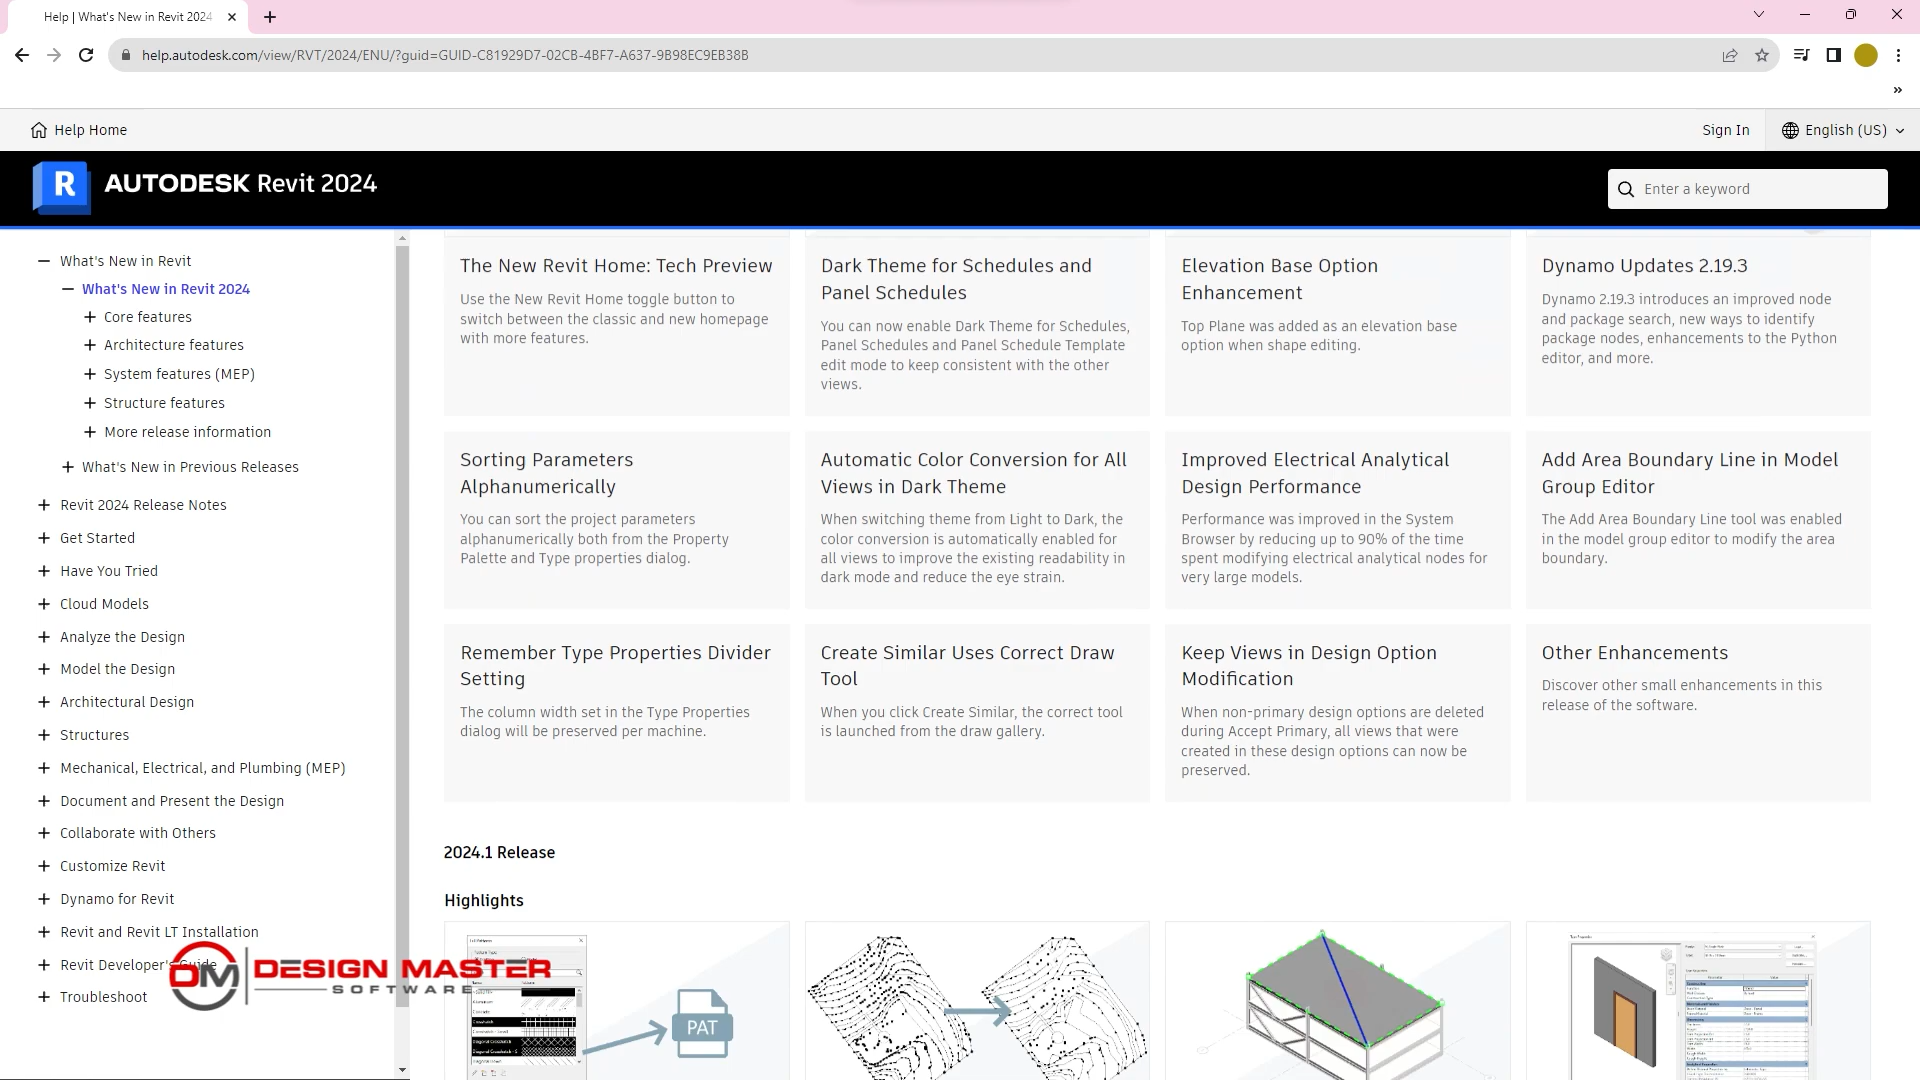 Help | What's New in Revit 2024
help.autodesk.com/view/RVT/2024/ENU/?guid=GUID-C81929D7-02CB-4BF7-A637-9B98EC9EB38B
Help Home
Sign In
English (US)
R
AUTODESK Revit 2024
Enter a keyword
What's New in Revit
What's New in Revit 2024
Core features
Architecture features
System features (MEP)
Structure features
More release information
What's New in Previous Releases
Revit 2024 Release Notes
Get Started
Have You Tried
Cloud Models
Analyze the Design
Model the Design
Architectural Design
Structures
Mechanical, Electrical, and Plumbing (MEP)
Document and Present the Design
Collaborate with Others
Customize Revit
Dynamo for Revit
Revit and Revit LT Installation
Revit Developer's Guide
Troubleshoot
DM DESIGN MASTER
SOFTWARE
The New Revit Home: Tech Preview
Use the New Revit Home toggle button to
switch between the classic and new homepage
with more features.
Dark Theme for Schedules and
Panel Schedules
You can now enable Dark Theme for Schedules,
Panel Schedules and Panel Schedule Template
edit mode to keep consistent with the other
views.
Elevation Base Option
Enhancement
Top Plane was added as an elevation base
option when shape editing.
Dynamo Updates 2.19.3
Dynamo 2.19.3 introduces an improved node
and package search, new ways to identify
package nodes, enhancements to the Python
editor, and more.
Sorting Parameters
Alphanumerically
You can sort the project parameters
alphanumerically both from the Property
Palette and Type properties dialog.
Automatic Color Conversion for All
Views in Dark Theme
When switching theme from Light to Dark, the
color conversion is automatically enabled for
all views to improve the existing readability in
dark mode and reduce the eye strain.
Improved Electrical Analytical
Design Performance
Performance was improved in the System
Browser by reducing up to 90% of the time
spent modifying electrical analytical nodes for
very large models.
Add Area Boundary Line in Model
Group Editor
The Add Area Boundary Line tool was enabled
in the model group editor to modify the area
boundary.
Remember Type Properties Divider
Setting
The column width set in the Type Properties
dialog will be preserved per machine.
Create Similar Uses Correct Draw
Tool
When you click Create Similar, the correct tool
is launched from the draw gallery.
Keep Views in Design Option
Modification
When non-primary design options are deleted
during Accept Primary, all views that were
created in these design options can now be
preserved.
Other Enhancements
Discover other small enhancements in this
release of the software.
2024.1 Release
Highlights
PAT